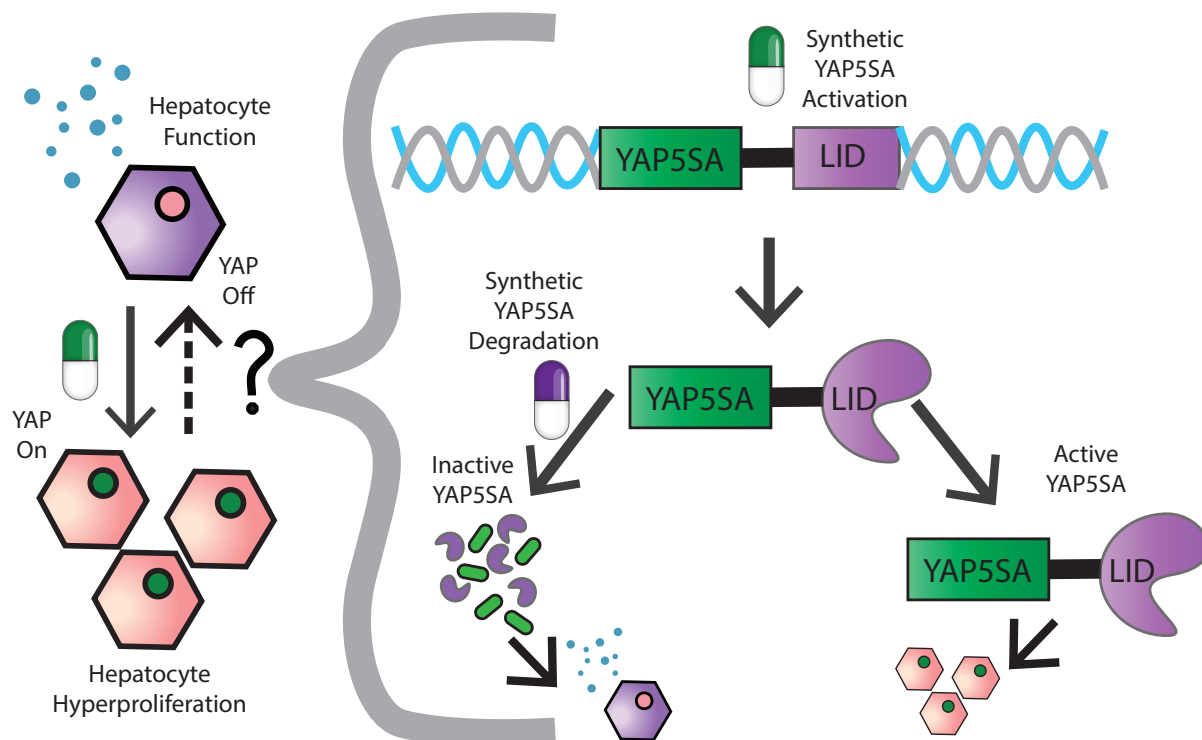 Hepatocyte
Function
YAP
Off
?
YAP
On
Hepatocyte
Hyperproliferation
Synthetic
YAP5SA
Activation
YAP5SA
LID
Synthetic
YAP5SA
Degradation
YAP5SA
LID
Inactive
YAP5SA
Active
YAP5SA
YAP5SA
LID